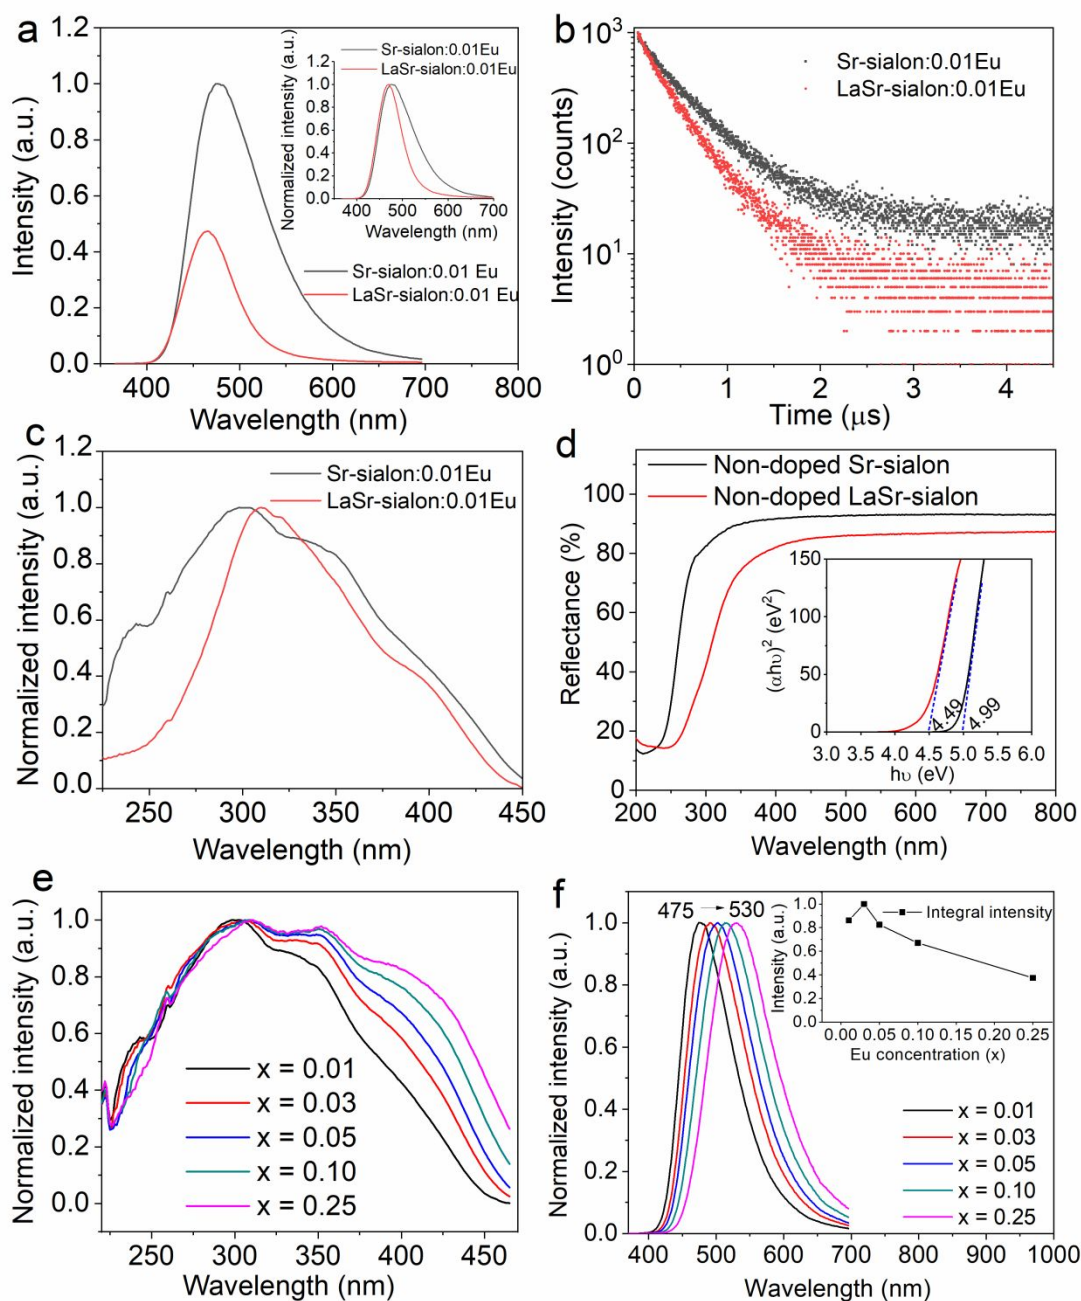 a
1.2
1.0
0.8
0.6
0.4
0.2
0.0
Intensity (a.u.)
400 500 600 700 800
Wavelength (nm)
Sr-sialon:0.01Eu
LaSr-sialon:0.01Eu
1.2
1.0
0.8
0.6
0.4
0.2
0.0
Normalized intensity (a.u.)
400 500 600 700
Wavelength (nm)
Sr-sialon:0.01 Eu
LaSr-sialon:0.01 Eu
b
10³
10²
10¹
10⁰
Intensity (counts)
Sr-sialon:0.01Eu
LaSr-sialon:0.01Eu
0 1 2 3 4
Time (μs)
c
1.2
1.0
0.8
0.6
0.4
0.2
0.0
Normalized intensity (a.u.)
Sr-sialon:0.01Eu
LaSr-sialon:0.01Eu
250 300 350 400 450
Wavelength (nm)
d
100
80
60
40
20
0
Reflectance (%)
Non-doped Sr-sialon
Non-doped LaSr-sialon
150
100
50
0
(αhυ)² (eV²)
4.49
4.99
3.0 4.0 5.0 6.0
hυ (eV)
200 300 400 500 600 700 800
Wavelength (nm)
e
1.0
0.8
0.6
0.4
0.2
0.0
Normalized intensity (a.u.)
x = 0.01
x = 0.03
x = 0.05
x = 0.10
x = 0.25
250 300 350 400 450
Wavelength (nm)
f
1.0
0.8
0.6
0.4
0.2
0.0
Normalized intensity (a.u.)
475 → 530
1.0
0.8
0.6
0.4
0.2
0.0
Intensity (a.u.)
Integral intensity
0.00 0.05 0.10 0.15 0.20 0.25
Eu concentration (x)
x = 0.01
x = 0.03
x = 0.05
x = 0.10
x = 0.25
400 500 600 700 800 900 1000
Wavelength (nm)